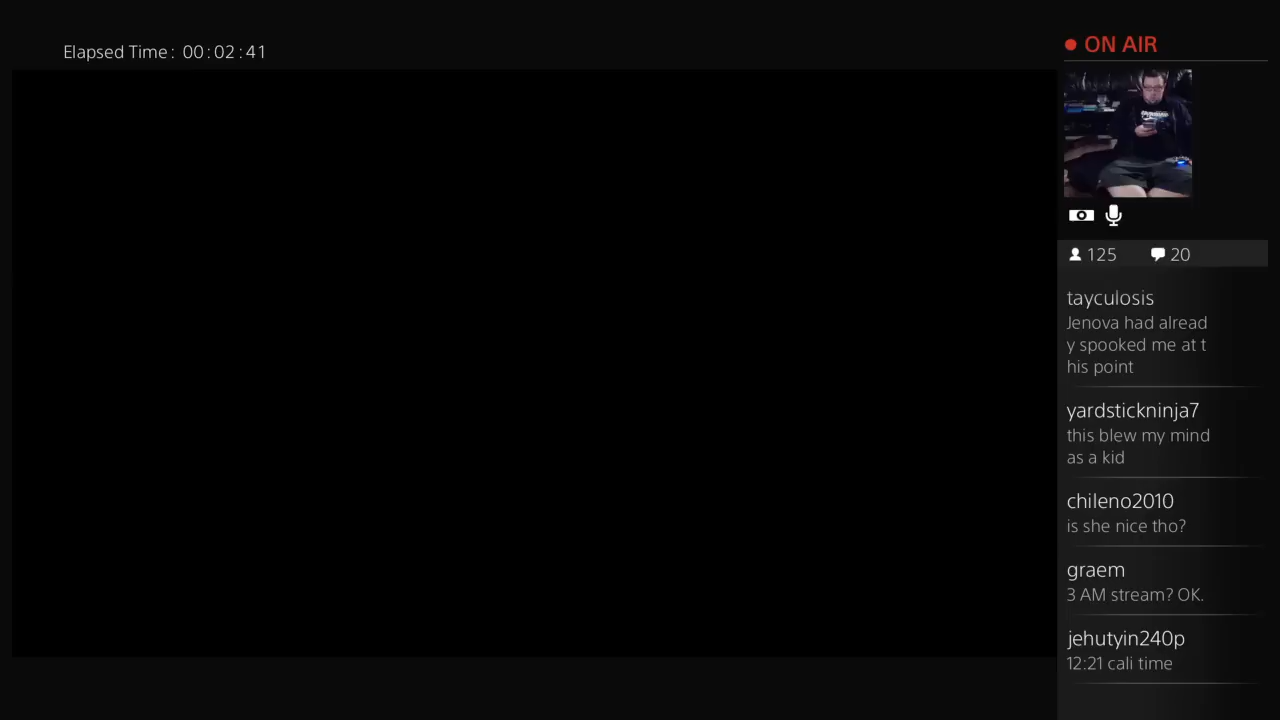 Elapsed Time: 00:02:41
ON AIR
125 20
tayculosis
Jenova had alread
y spooked me at t
his point
yardstickninja7
this blew my mind
as a kid
chileno2010
is she nice tho?
graem
3 AM stream? OK.
jehutyin240p
12:21 cali time